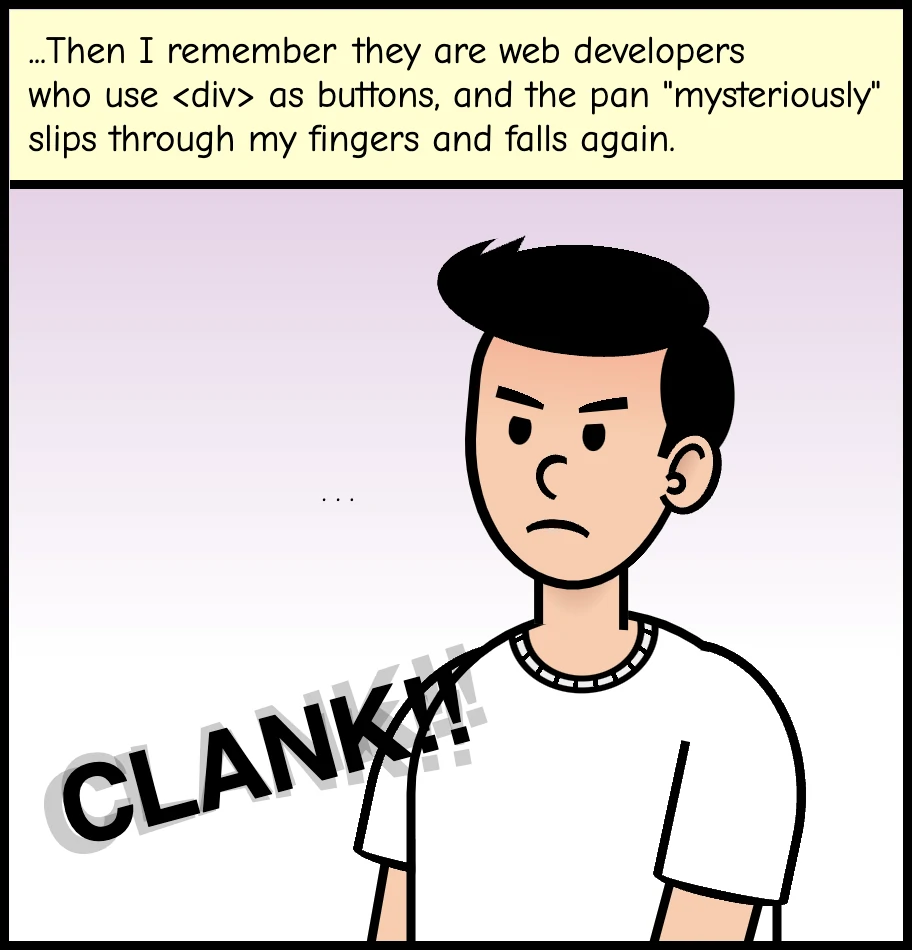 ...Then I remember they are web developers
who use <div> as buttons, and the pan "mysteriously"
slips through my fingers and falls again.
. . .
CLANK!!